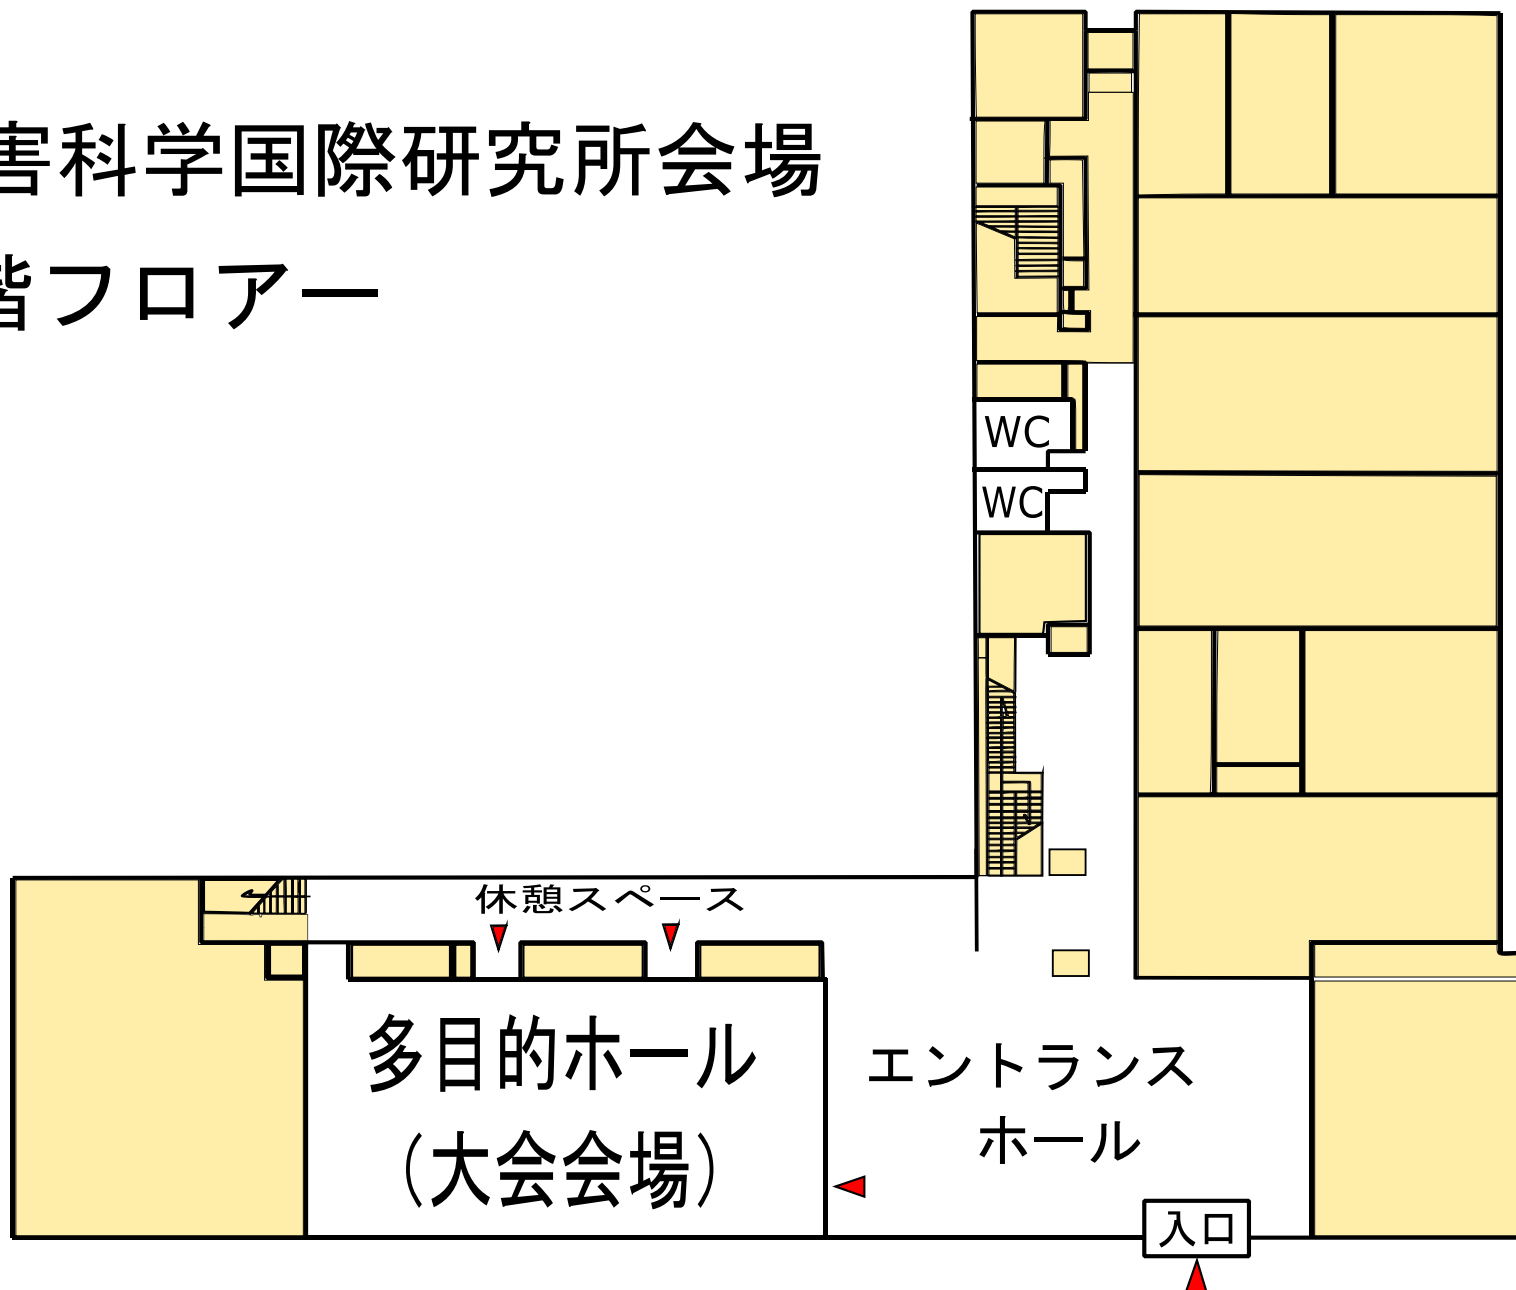 害科学国際研究所会場
階フロアー
WC
WC
休憩スペース
多目的ホール
（大会会場）
エントランス
ホール
入口